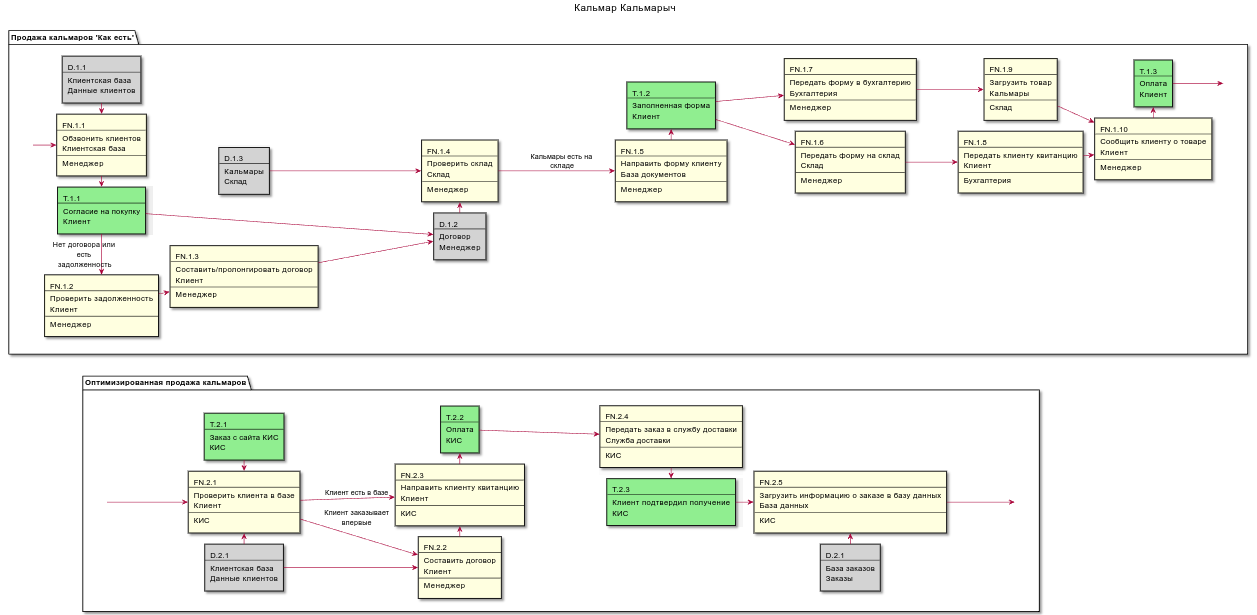 Кальмар Кальмарыч
Продажа кальмаров 'Как есть'
D.1.1
Клиентская база
Данные клиентов
FN.1.1
Обзвонить клиентов
Клиентская база
Менеджер
T.1.1
Согласие на покупку
Клиент
Нет договора или
есть
задолженность
FN.1.2
Проверить задолженность
Клиент
Менеджер
FN.1.3
Составить/пролонгировать договор
Клиент
Менеджер
D.1.3
Кальмары
Склад
FN.1.4
Проверить склад
Склад
Менеджер
D.1.2
Договор
Менеджер
Кальмары есть на
складе
T.1.2
Заполненная форма
Клиент
FN.1.5
Направить форму клиенту
База документов
Менеджер
FN.1.7
Передать форму в бухгалтерию
Бухгалтерия
Менеджер
FN.1.6
Передать форму на склад
Склад
Менеджер
FN.1.9
Загрузить товар
Кальмары
Склад
FN.1.8
Передать клиенту квитанцию
Клиент
Бухгалтерия
T.1.3
Оплата
Клиент
FN.1.10
Сообщить клиенту о товаре
Клиент
Менеджер
Оптимизированная продажа кальмаров
T.2.1
Заказ с сайта КИС
КИС
FN.2.1
Проверить клиента в базе
Клиент
КИС
D.2.1
Клиентская база
Данные клиентов
Клиент есть в базе
Клиент заказывает
впервые
T.2.2
Оплата
КИС
FN.2.3
Направить клиенту квитанцию
Клиент
КИС
FN.2.2
Составить договор
Клиент
Менеджер
FN.2.4
Передать заказ в службу доставки
Служба доставки
КИС
T.2.3
Клиент подтвердил получение
КИС
FN.2.5
Загрузить информацию о заказе в базу данных
База данных
КИС
D.2.1
База заказов
Заказы